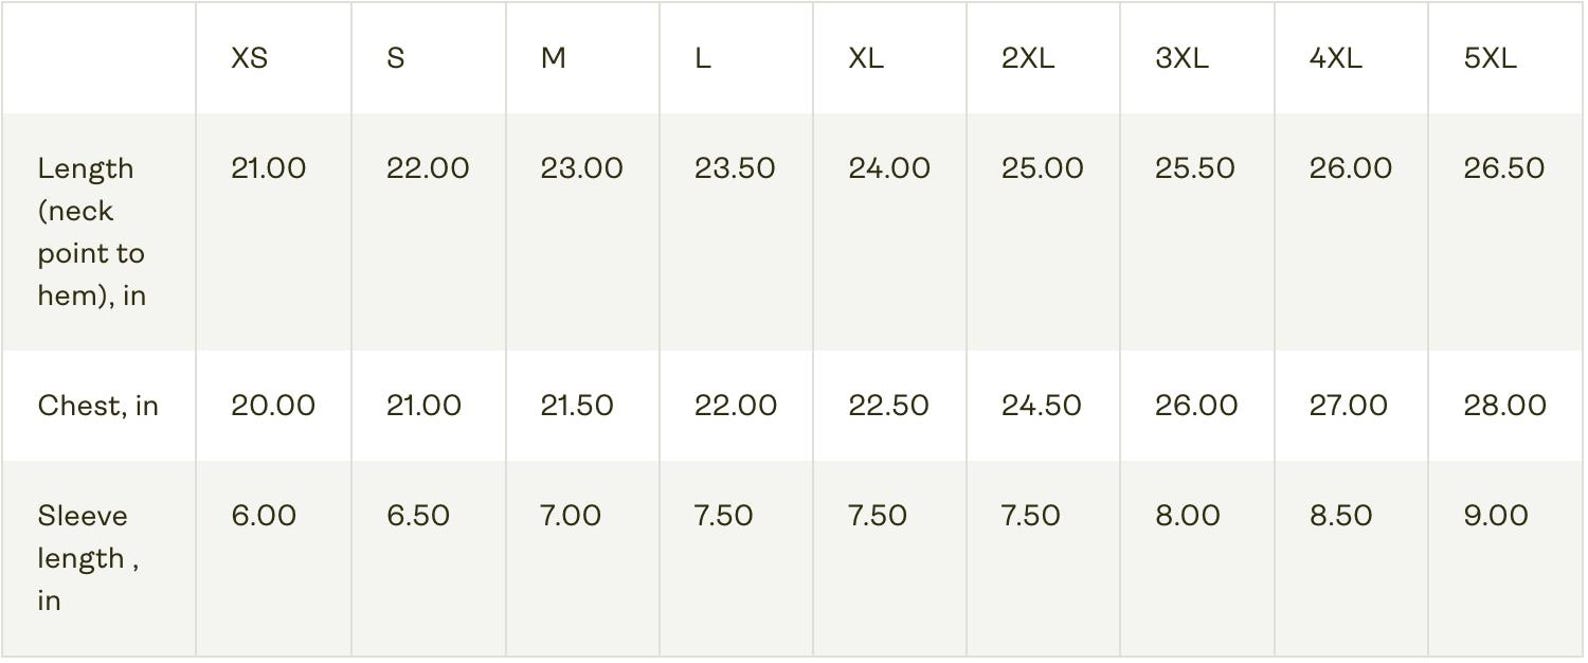 XS S M L XL 2XL 3XL 4XL 5XL
Length 21.00 22.00 23.00 23.50 24.00 25.00 25.50 26.00 26.50
(neck
point to
hem), in
Chest, in 20.00 21.00 21.50 22.00 22.50 24.50 26.00 27.00 28.00
Sleeve 6.00 6.50 7.00 7.50 7.50 7.50 8.00 8.50 9.00
length ,
in